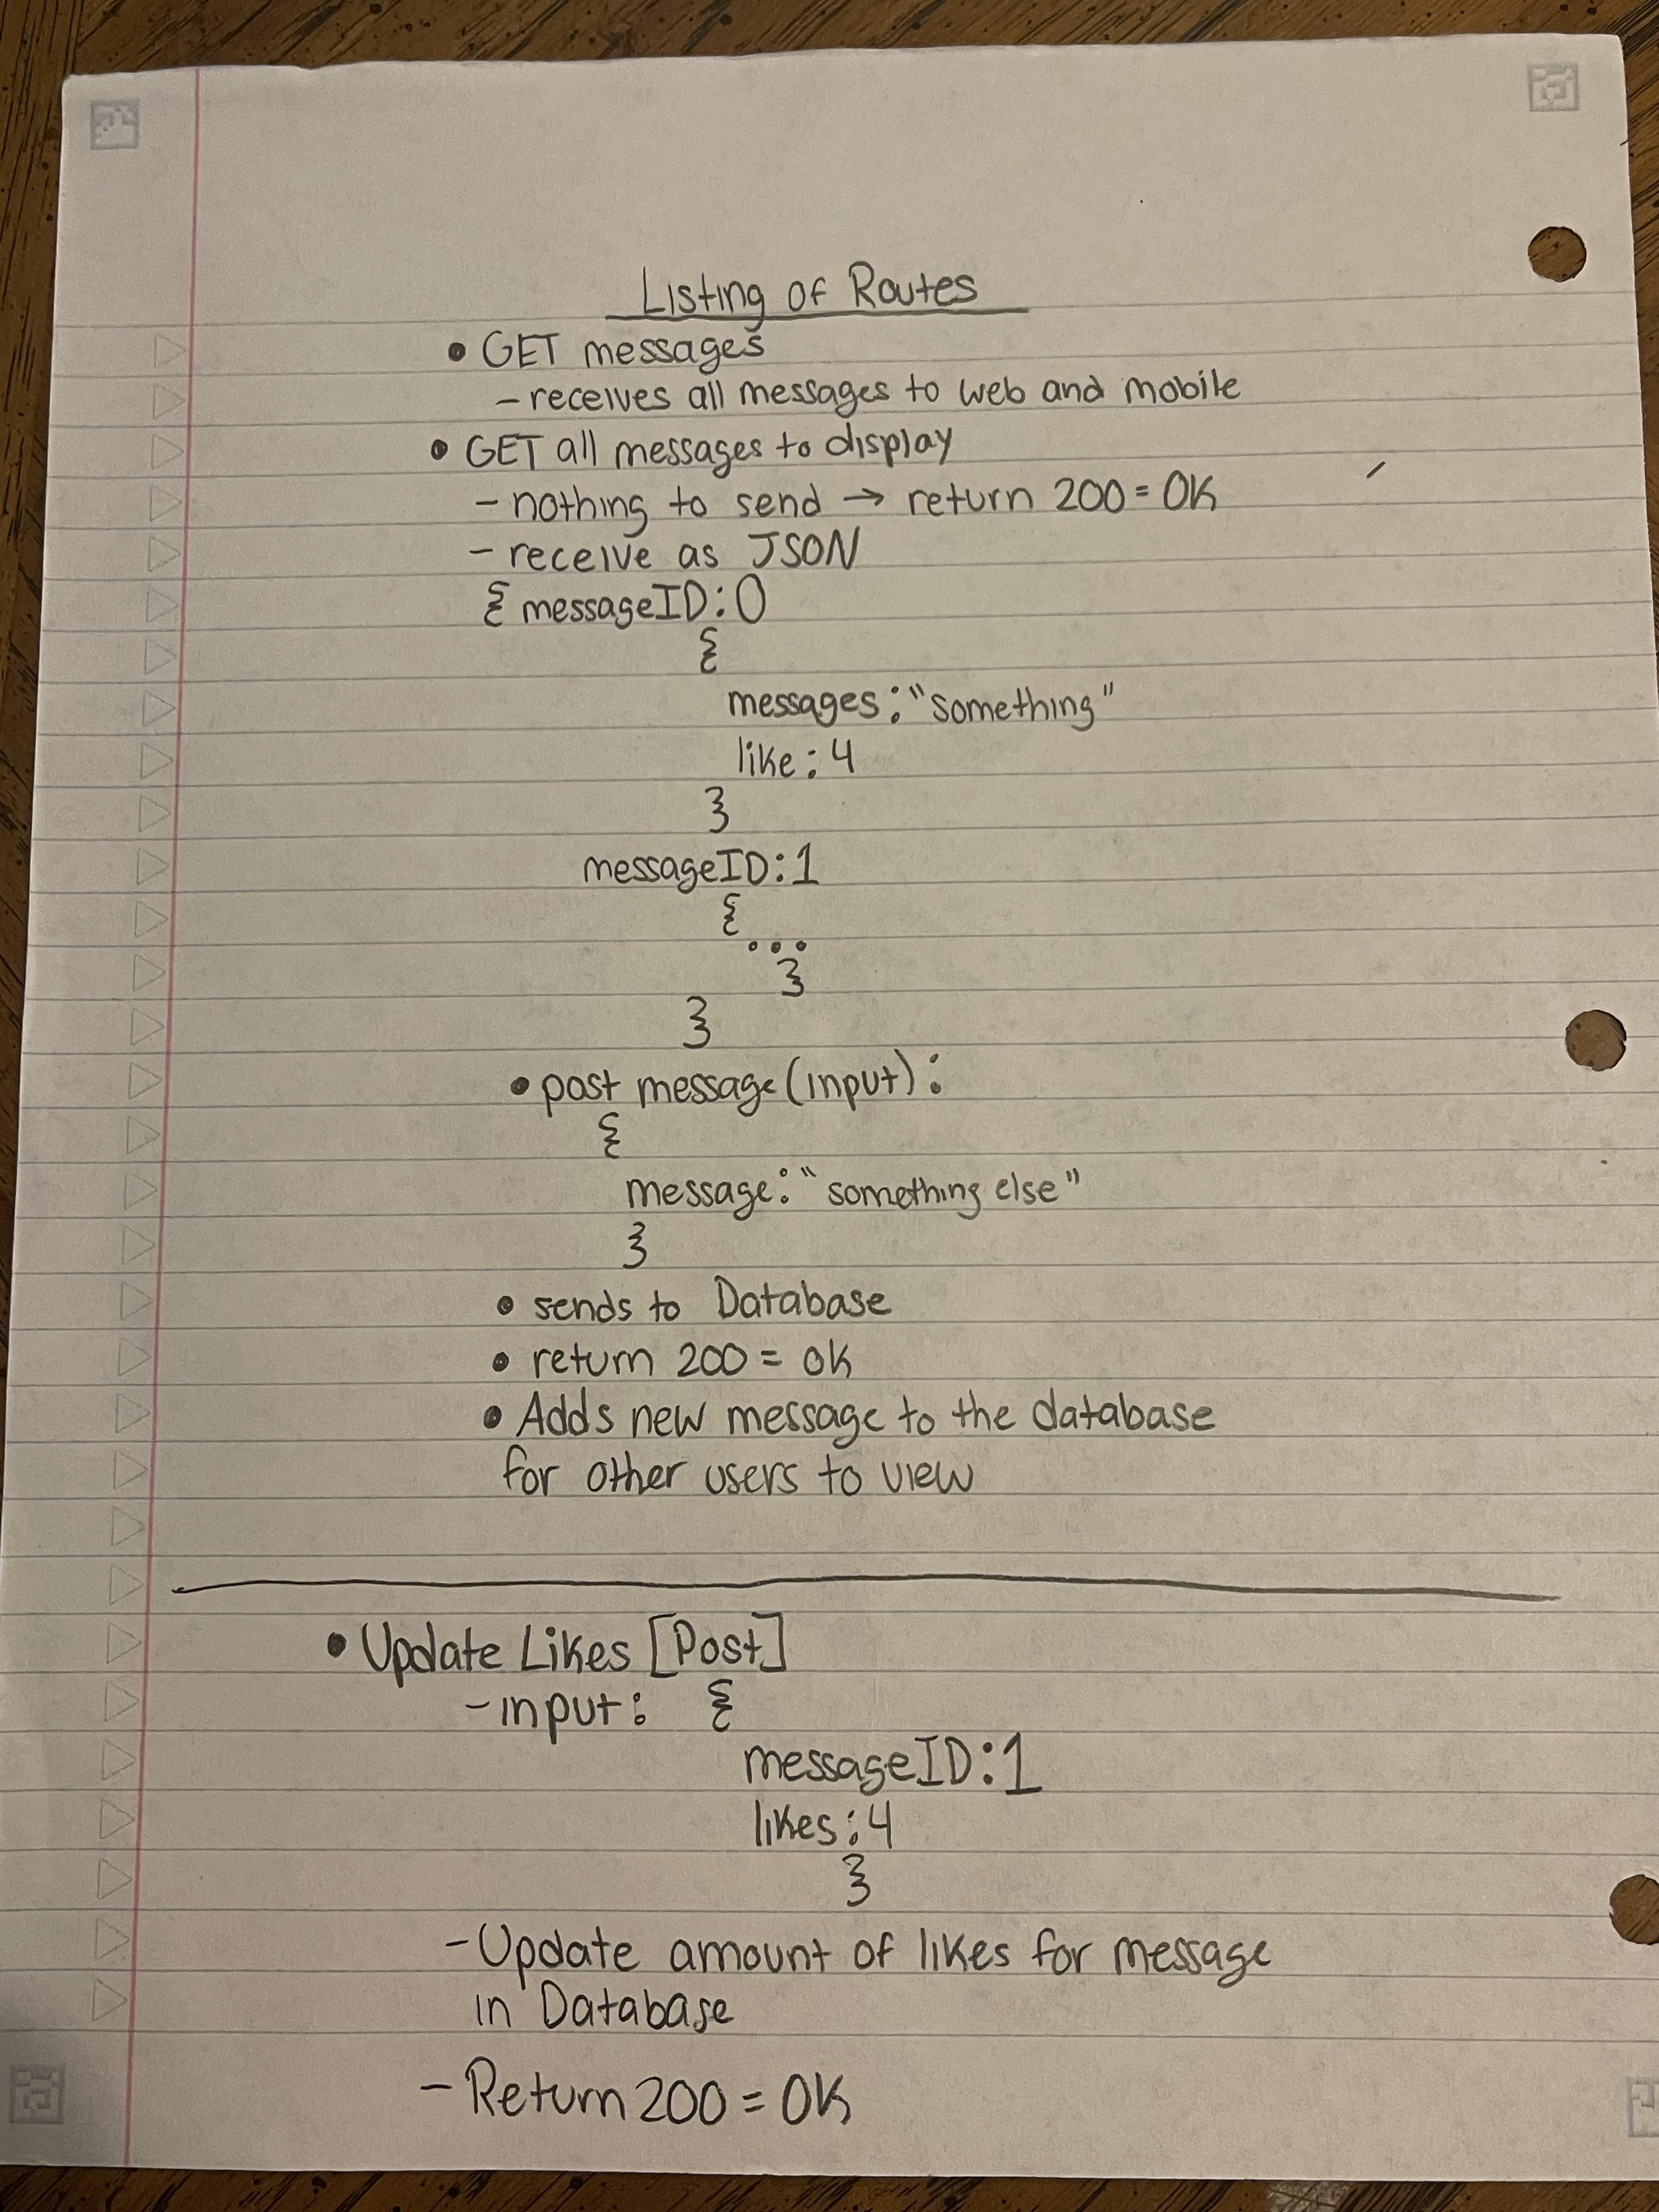 Listing of Routes
• GET messages
- receives all messages to web and mobile
• GET all messages to display
- nothing to send → return 200 = OK
- receive as JSON
{ messageID: 0
{
messages: "something"
like: 4
}
messageID: 1
{
...
}
}
• post message (input):
{
message: "something else"
}
• sends to Database
• return 200 = OK
• Adds new message to the database
for other users to view
• Update Likes [Post]
- input: {
messageID: 1
likes: 4
}
- Update amount of likes for message
in Database
- Return 200 = OK